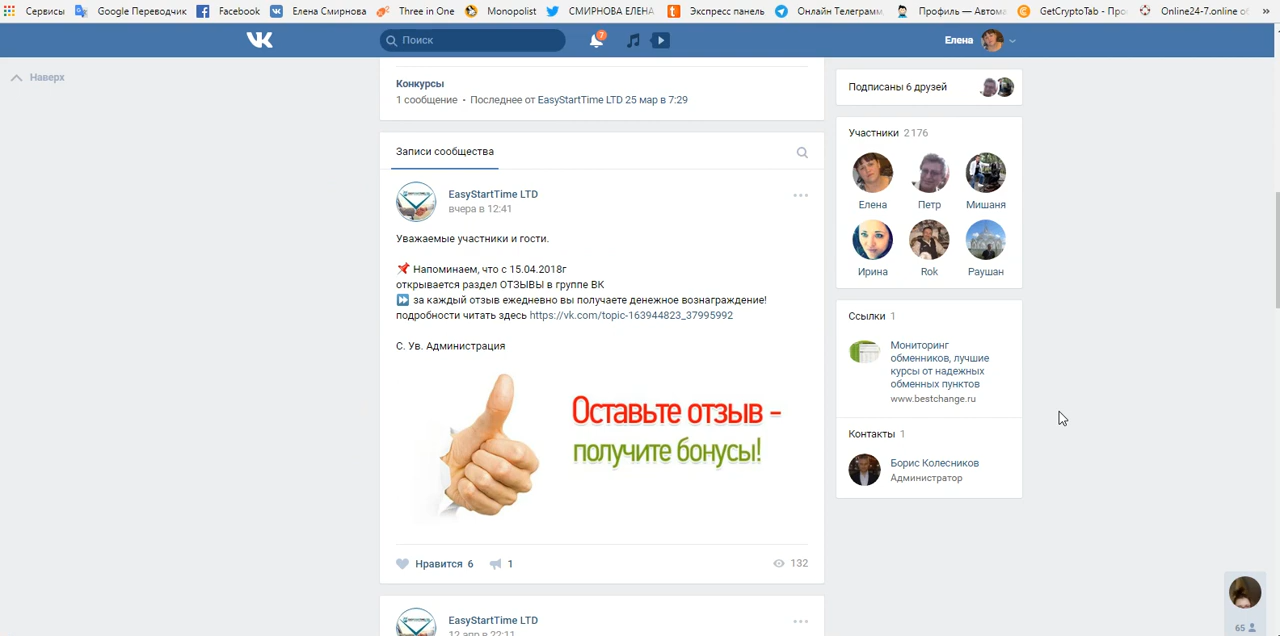 Сервисы
Google Переводчик
Facebook
Елена Смирнова
Three in One
Monopolist
СМИРНОВА ЕЛЕНА
Экспресс панель
Онлайн Телеграмм
Профиль — Автома
GetCryptoTab - Про
Online24-7.online о
»
Поиск
7
Елена
Наверх
Конкурсы
1 сообщение • Последнее от EasyStartTime LTD 25 мар в 7:29
Подписаны 6 друзей
Участники 2 176
Елена
Петр
Мишаня
Ирина
Rok
Раушан
Записи сообщества
EasyStartTime LTD
вчера в 12:41
Уважаемые участники и гости.
Напоминаем, что с 15.04.2018г
открывается раздел ОТЗЫВЫ в группе ВК
за каждый отзыв ежедневно вы получаете денежное вознаграждение!
подробности читать здесь https://vk.com/topic-163944823_37995992
С. Ув. Администрация
Оставьте отзыв -
получите бонусы!
Нравится 6
1
132
Ссылки 1
Мониторинг
обменников, лучшие
курсы от надежных
обменных пунктов
www.bestchange.ru
Контакты 1
Борис Колесников
Администратор
EasyStartTime LTD
12 апр в 22:11
65